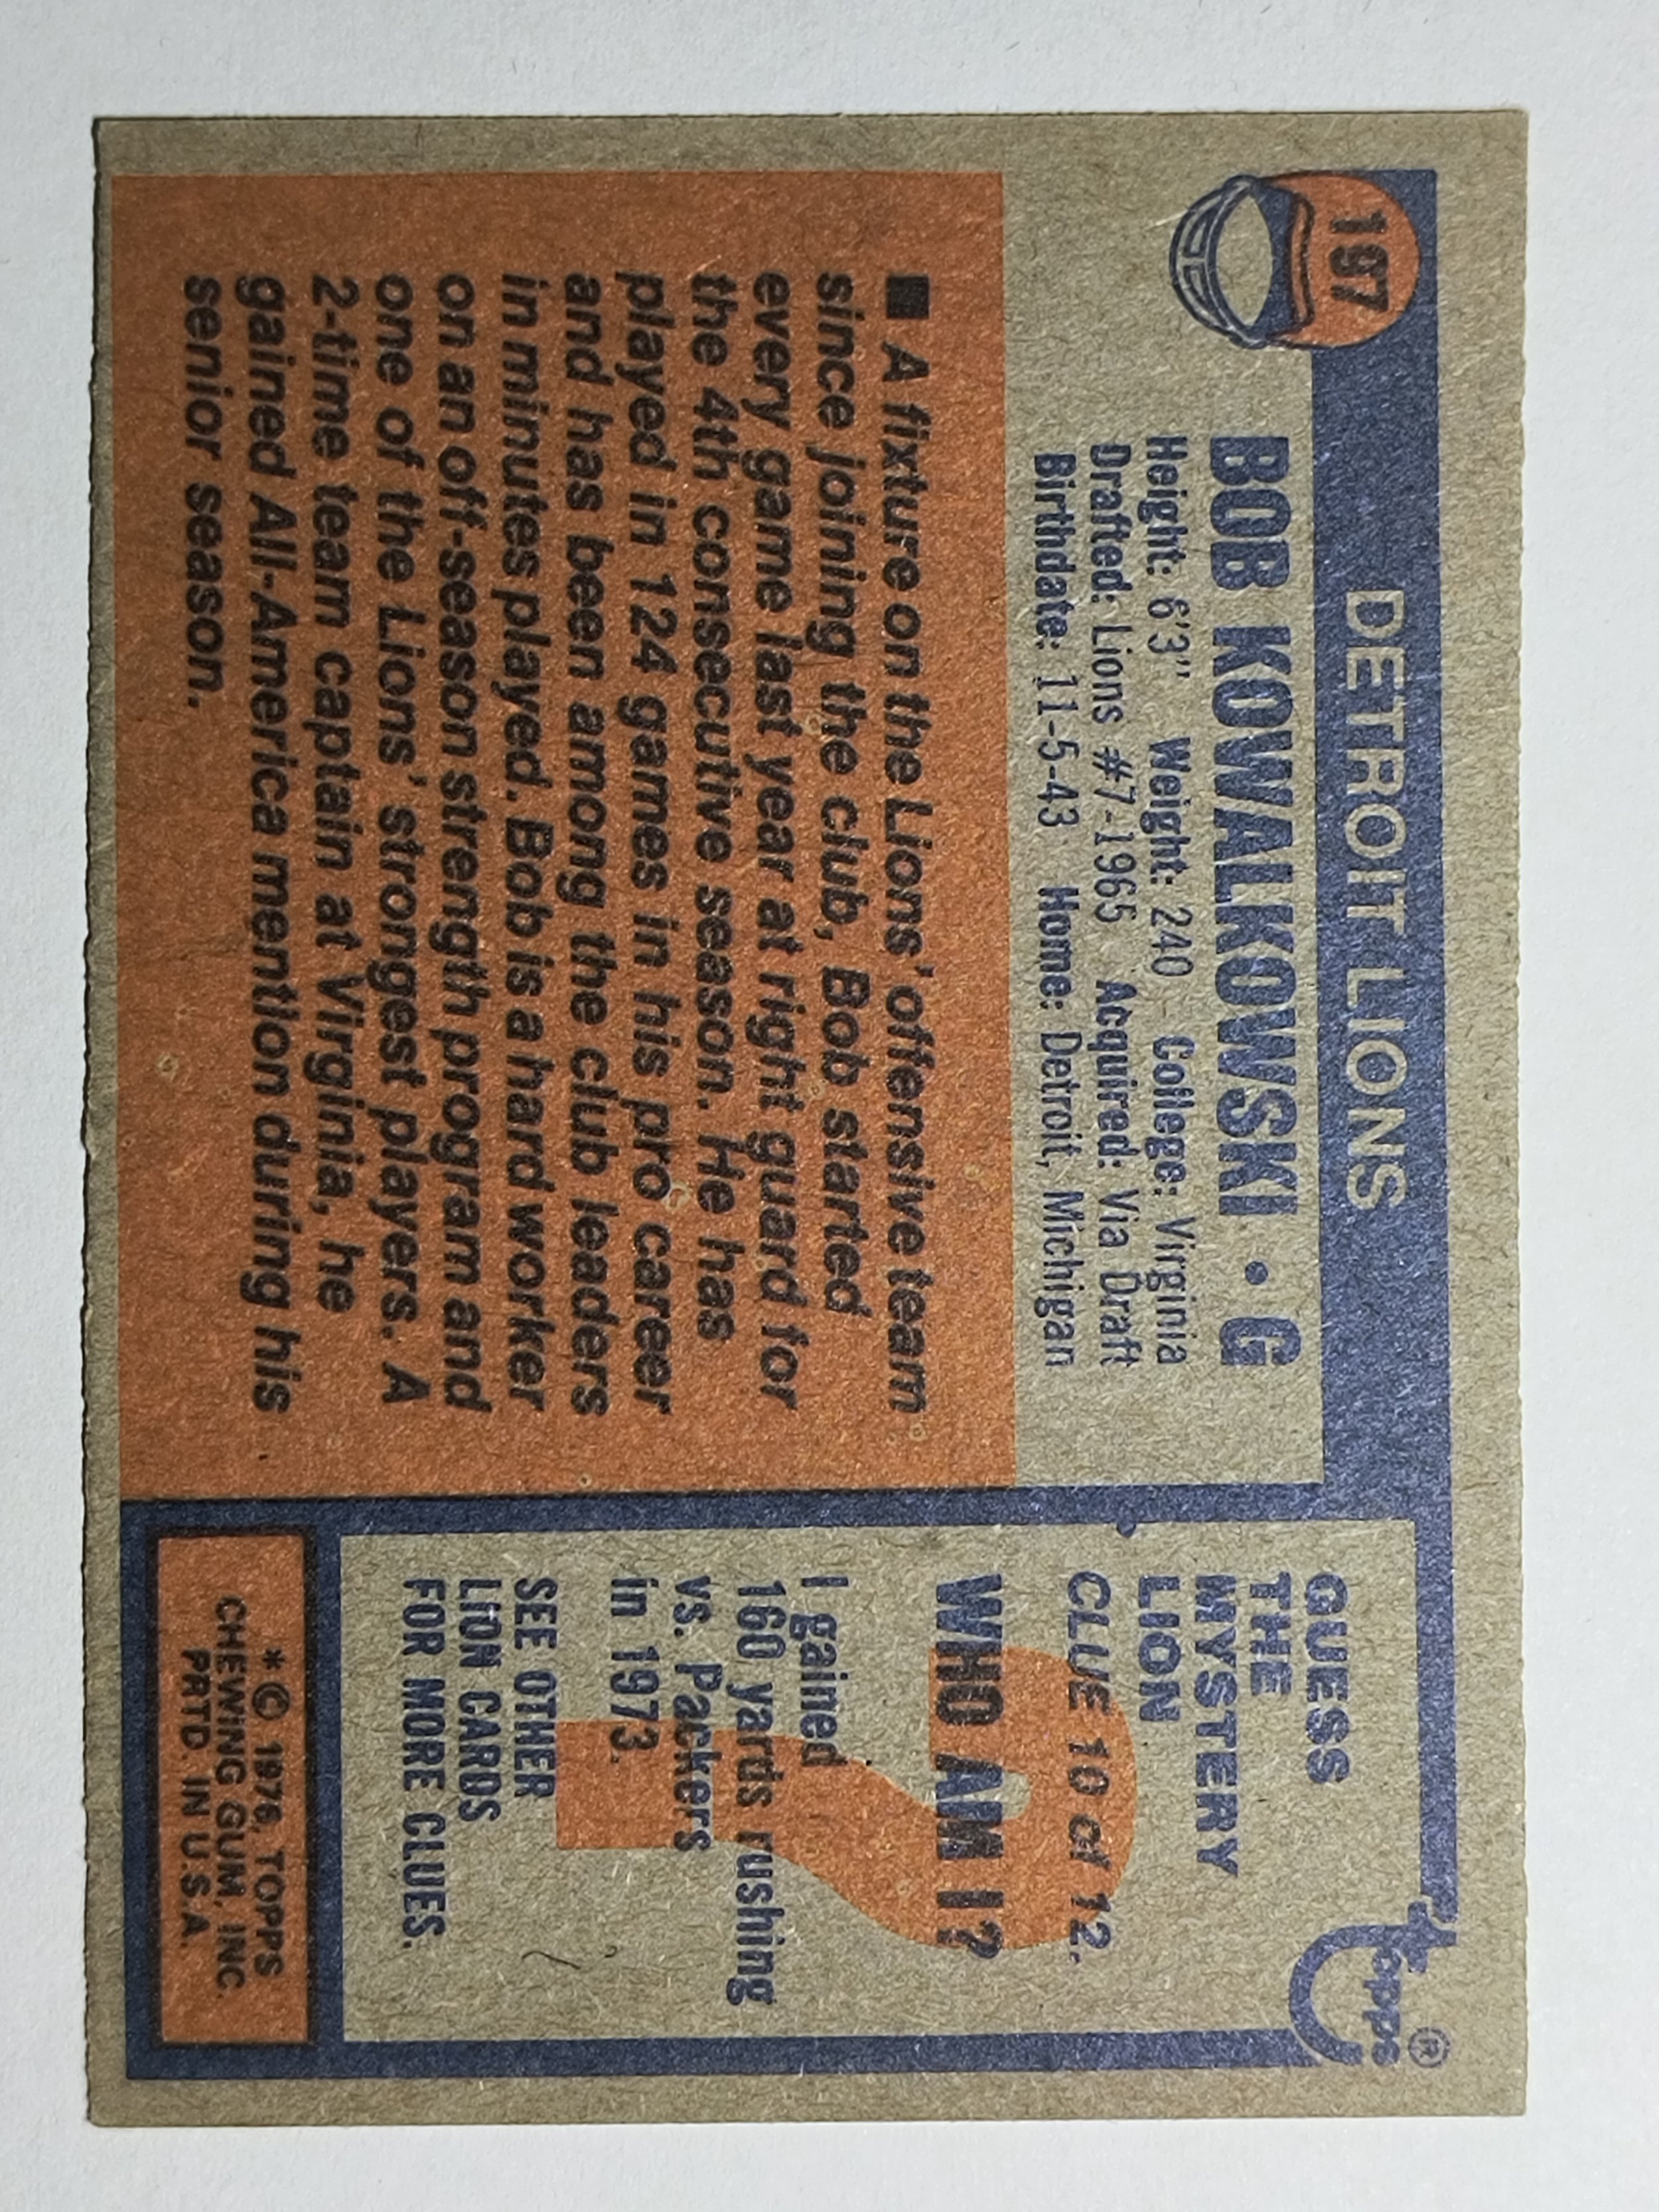 197
DETROIT LIONS
BOB KOWALKOWSKI • G
Height: 6'3" Weight: 240 College: Virginia
Drafted: Lions #7-1965 Acquired: Via Draft
Birthdate: 11-5-43 Home: Detroit, Michigan
■ A fixture on the Lions' offensive team
since joining the club, Bob started
every game last year at right guard for
the 4th consecutive season. He has
played in 124 games in his pro career
and has been among the club leaders
in minutes played. Bob is a hard worker
on an off-season strength program and
one of the Lions' strongest players. A
2-time team captain at Virginia, he
gained All-America mention during his
senior season.
topps®
GUESS
THE
MYSTERY
LION
CLUE 10 of 12.
WHO AM I?
I gained
160 yards rushing
vs. Packers
in 1973.
SEE OTHER
LION CARDS
FOR MORE CLUES.
* © 1976, TOPPS
CHEWING GUM, INC.
PRTD. IN U.S.A.